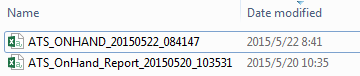 Name Date modified
ATS_ONHAND_20150522_084147 2015/5/22 8:41
ATS_OnHand_Report_20150520_103531 2015/5/20 10:35